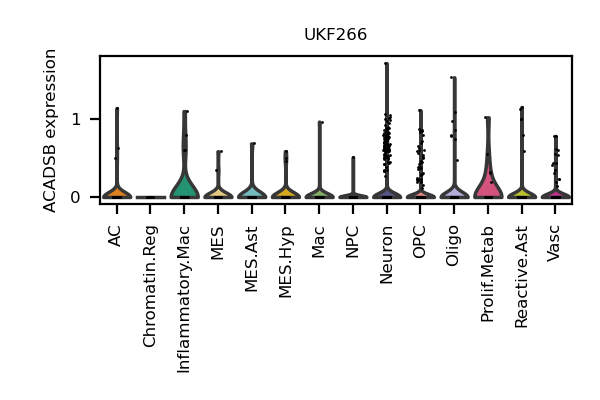 UKF266
ACADSB expression
1
0
AC
Chromatin.Reg
Inflammatory.Mac
MES
MES.Ast
MES.Hyp
Mac
NPC
Neuron
OPC
Oligo
Prolif.Metab
Reactive.Ast
Vasc